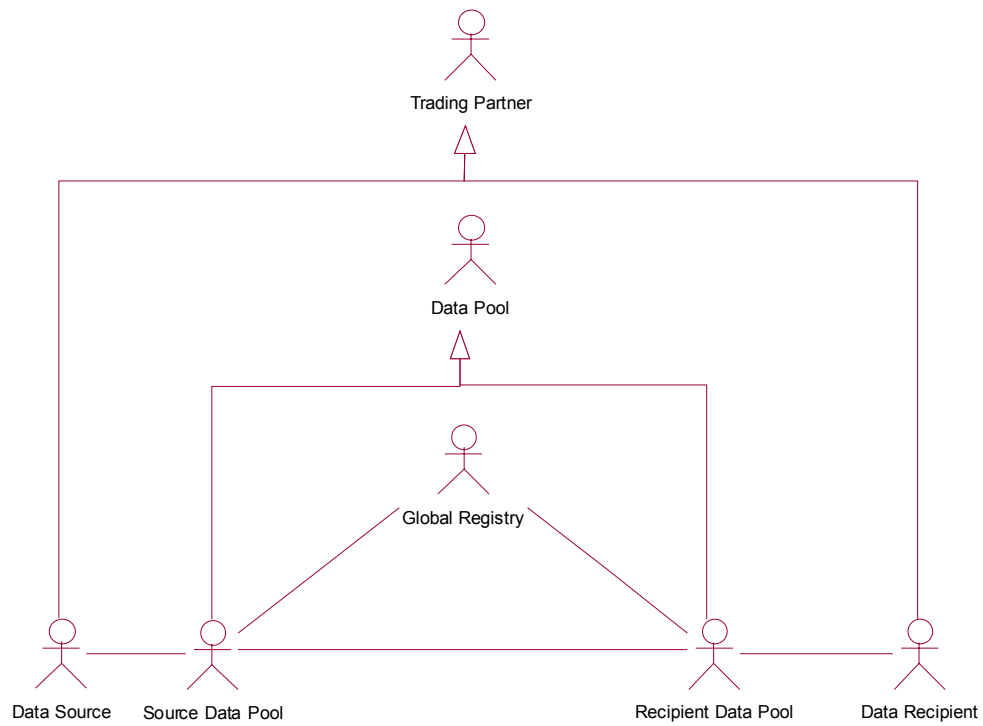 Trading Partner
Data Pool
Global Registry
Data Source
Source Data Pool
Recipient Data Pool
Data Recipient